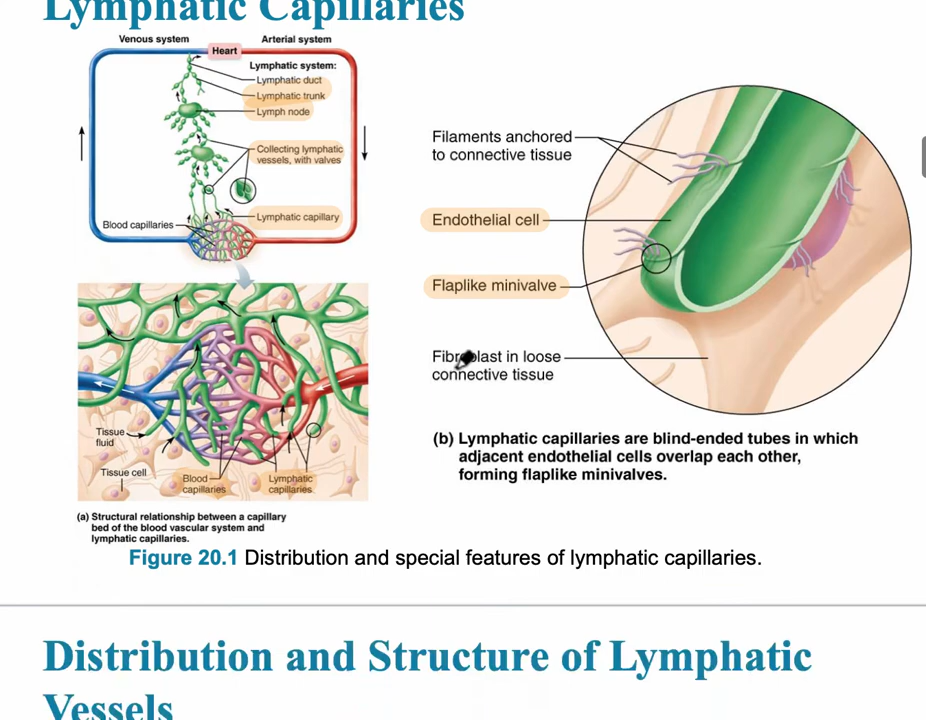 Lymphatic Capillaries
Venous system
Arterial system
Heart
Lymphatic system:
Lymphatic duct
Lymphatic trunk
Lymph node
Collecting lymphatic
vessels, with valves
Lymphatic capillary
Blood capillaries
Tissue
fluid
Tissue cell
Blood
capillaries
Lymphatic
capillaries
(a) Structural relationship between a capillary
bed of the blood vascular system and
lymphatic capillaries.
Filaments anchored
to connective tissue
Endothelial cell
Flaplike minivalve
Fibroblast in loose
connective tissue
(b) Lymphatic capillaries are blind-ended tubes in which
adjacent endothelial cells overlap each other,
forming flaplike minivalves.
Figure 20.1 Distribution and special features of lymphatic capillaries.
Distribution and Structure of Lymphatic
Vessels